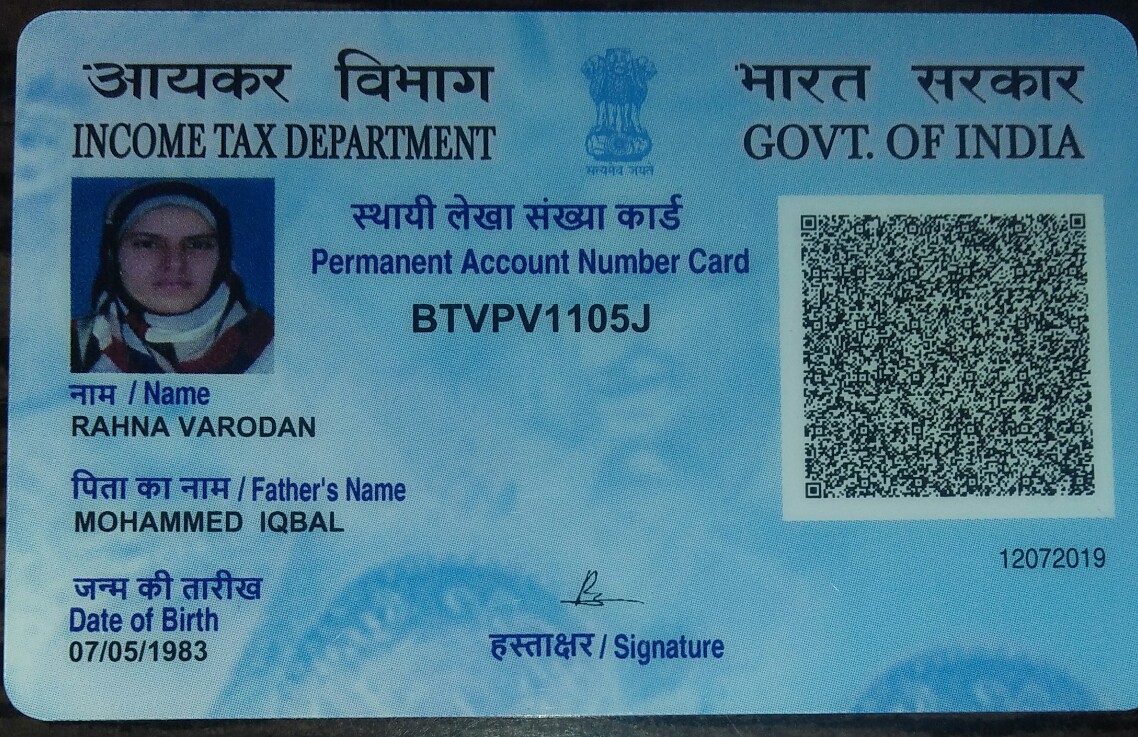 आयकर विभाग
INCOME TAX DEPARTMENT
भारत सरकार
GOVT. OF INDIA
सत्यमेव जयते
स्थायी लेखा संख्या कार्ड
Permanent Account Number Card
BTVPV1105J
नाम / Name
RAHNA VARODAN
पिता का नाम / Father's Name
MOHAMMED IQBAL
12072019
जन्म की तारीख
Date of Birth
07/05/1983
हस्ताक्षर / Signature